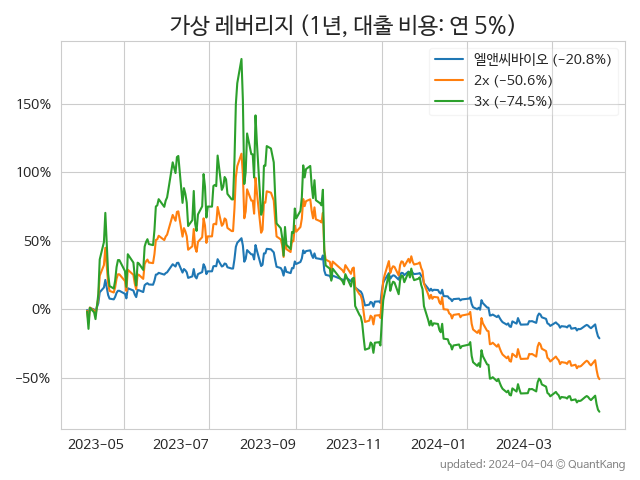 가상 레버리지 (1년, 대출 비용: 연 5%)
엘앤씨바이오 (−20.8%)
2x (−50.6%)
3x (−74.5%)
150%
100%
50%
0%
−50%
2023−05 2023−07 2023−09 2023−11 2024−01 2024−03
updated: 2024−04−04 © QuantKang